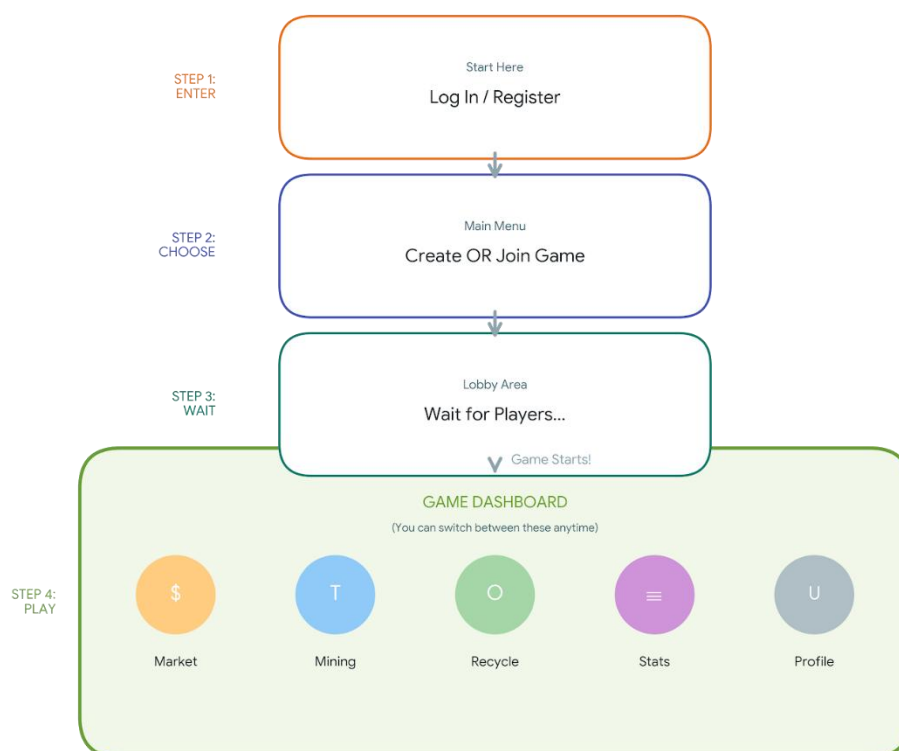 Start Here
STEP 1:
ENTER
Log In / Register
Main Menu
STEP 2:
CHOOSE
Create OR Join Game
Lobby Area
STEP 3:
WAIT
Wait for Players...
Game Starts!
GAME DASHBOARD
(You can switch between these anytime)
STEP 4:
PLAY
$
T
O
U
Market
Mining
Recycle
Stats
Profile